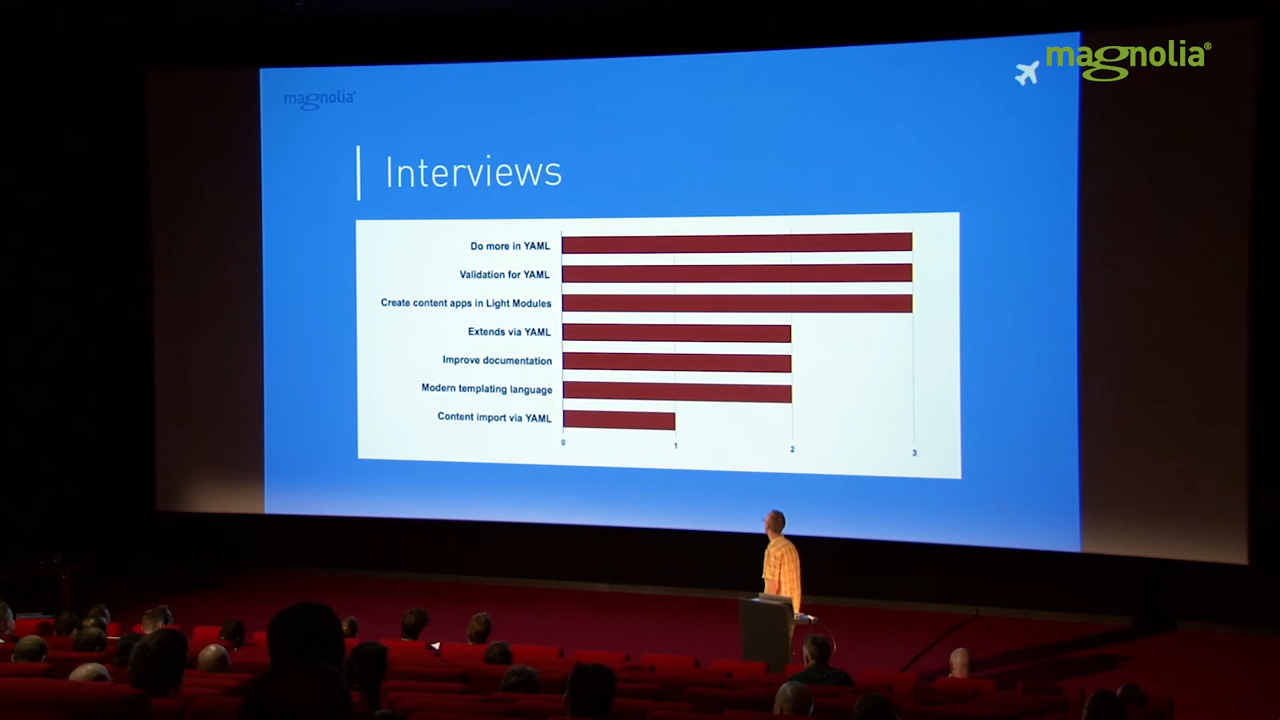 magnolia®
magnolia®
Interviews
Do more in YAML
Validation for YAML
Create content apps in Light Modules
Extends via YAML
Improve documentation
Modern templating language
Content import via YAML
0 1 2 3